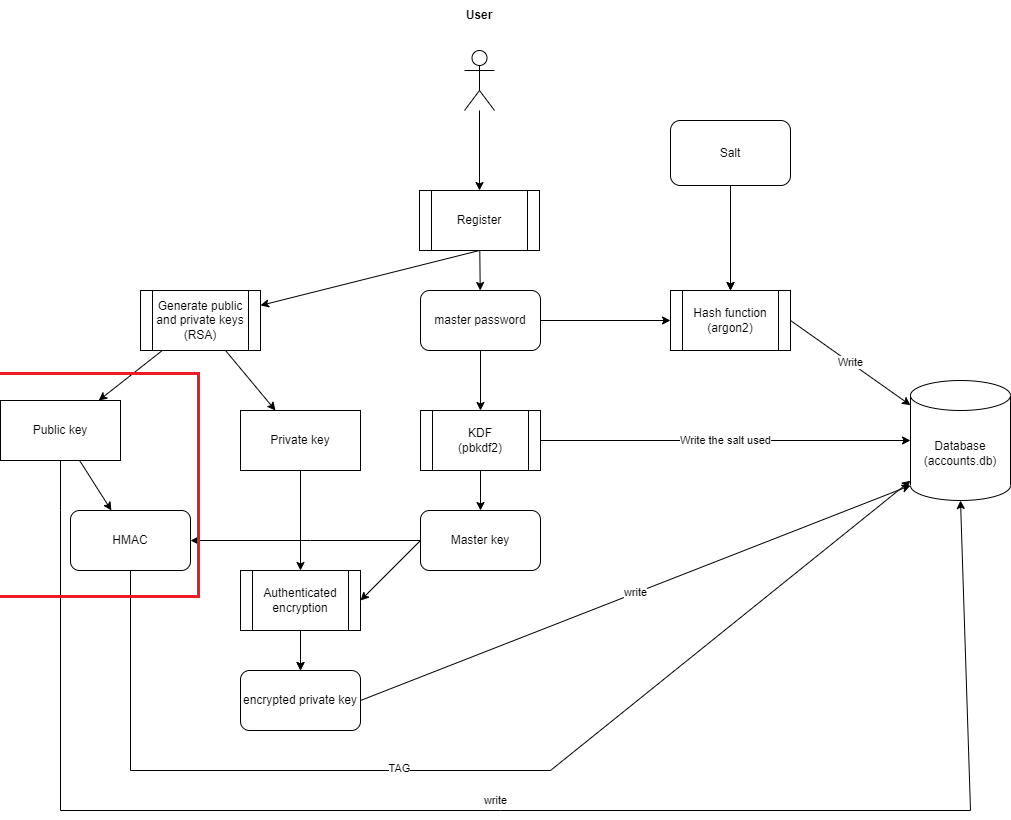 User
Salt
Register
Generate public
and private keys
(RSA)
master password
Hash function
(argon2)
Write
Public key
Private key
KDF
(pbkdf2)
Write the salt used
Database
(accounts.db)
HMAC
Master key
Authenticated
encryption
write
encrypted private key
TAG
write